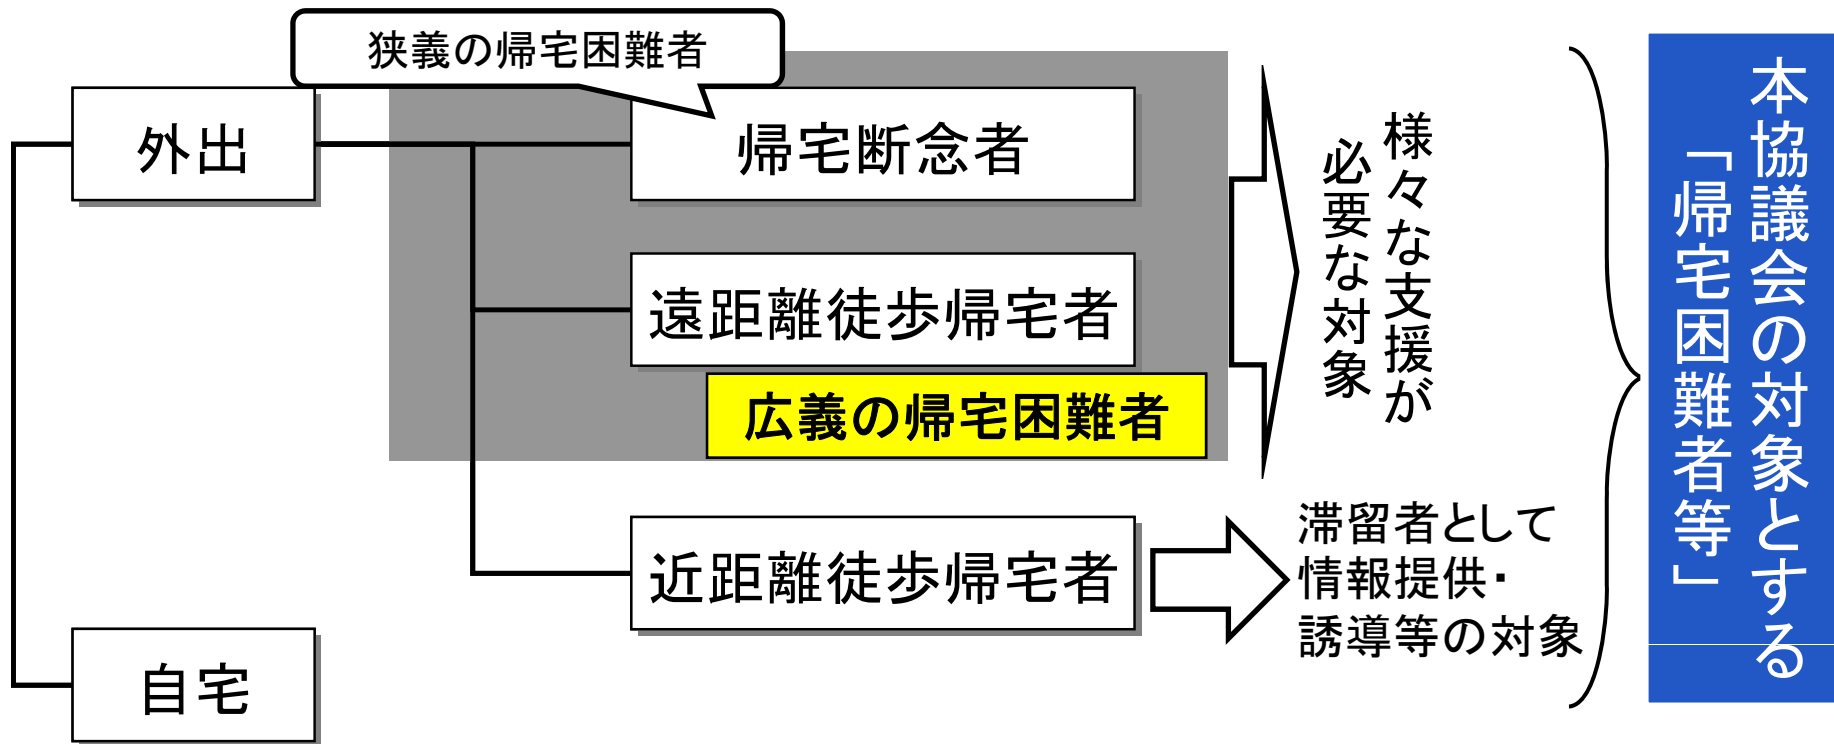 狭義の帰宅困難者
外出
帰宅断念者
遠距離徒歩帰宅者
広義の帰宅困難者
近距離徒歩帰宅者
自宅
様々な支援が
必要な対象
滞留者として
情報提供・
誘導等の対象
本協議会の対象とする
「帰宅困難者等」